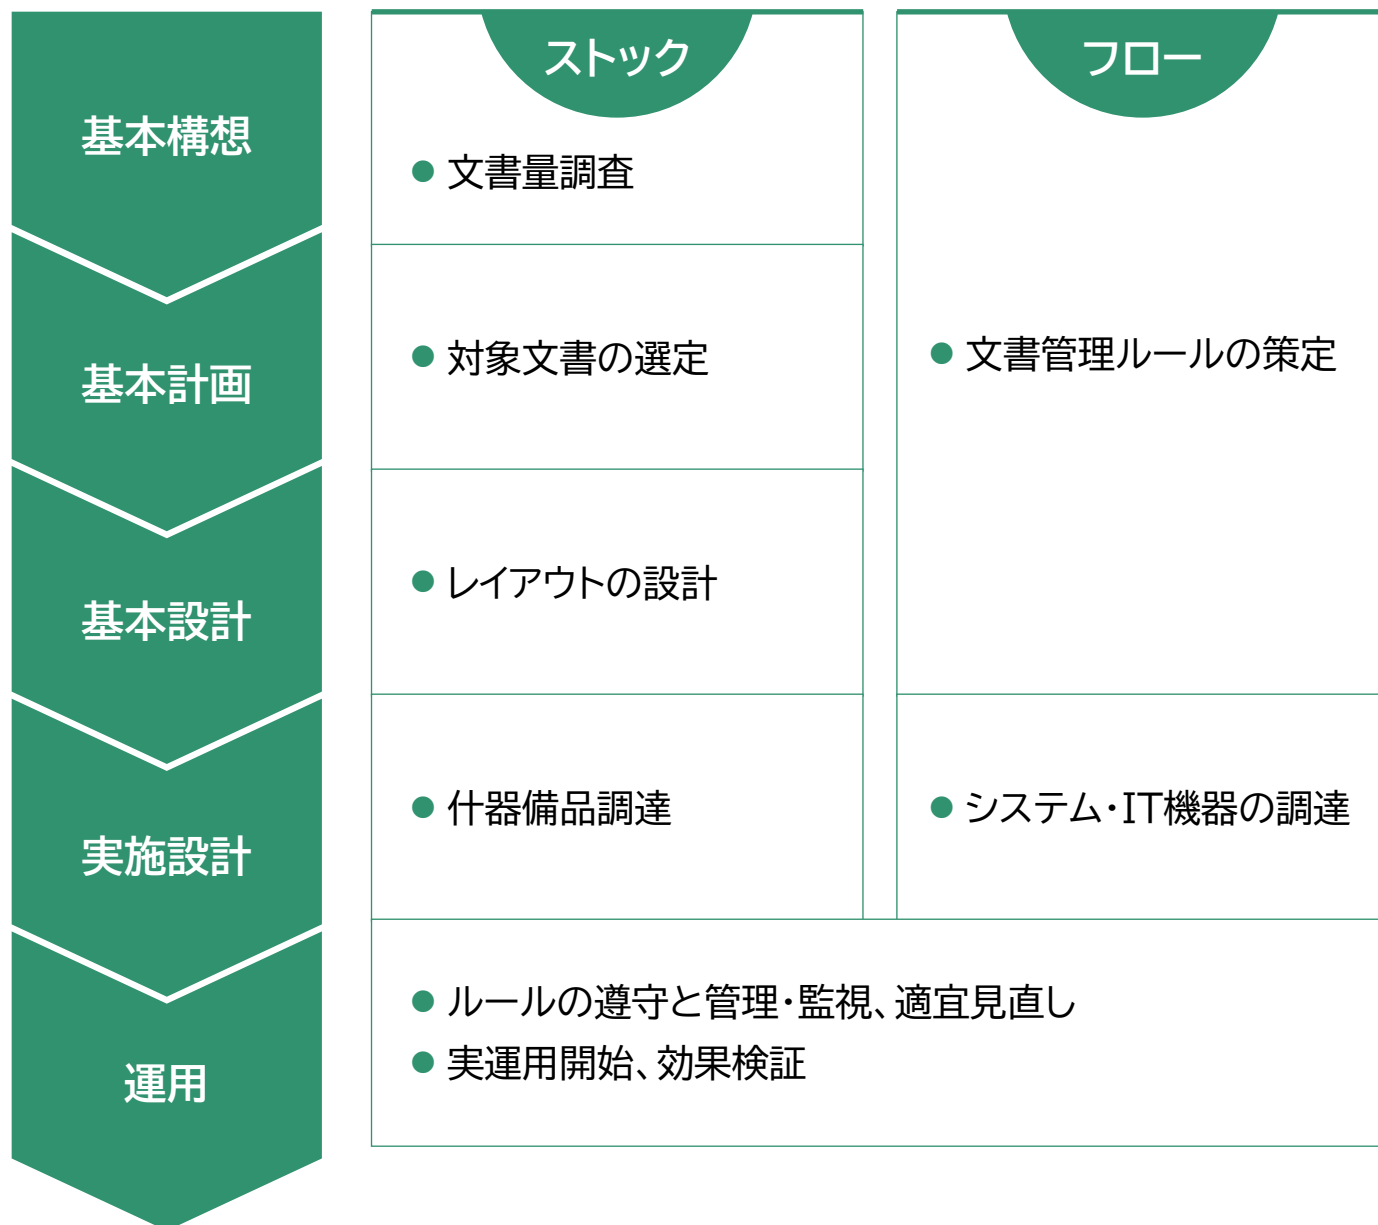 ストック
フロー
基本構想
● 文書量調査
基本計画
● 対象文書の選定
● 文書管理ルールの策定
基本設計
● レイアウトの設計
実施設計
● 什器備品調達
● システム・IT機器の調達
運用
● ルールの遵守と管理・監視、適宜見直し
● 実運用開始、効果検証